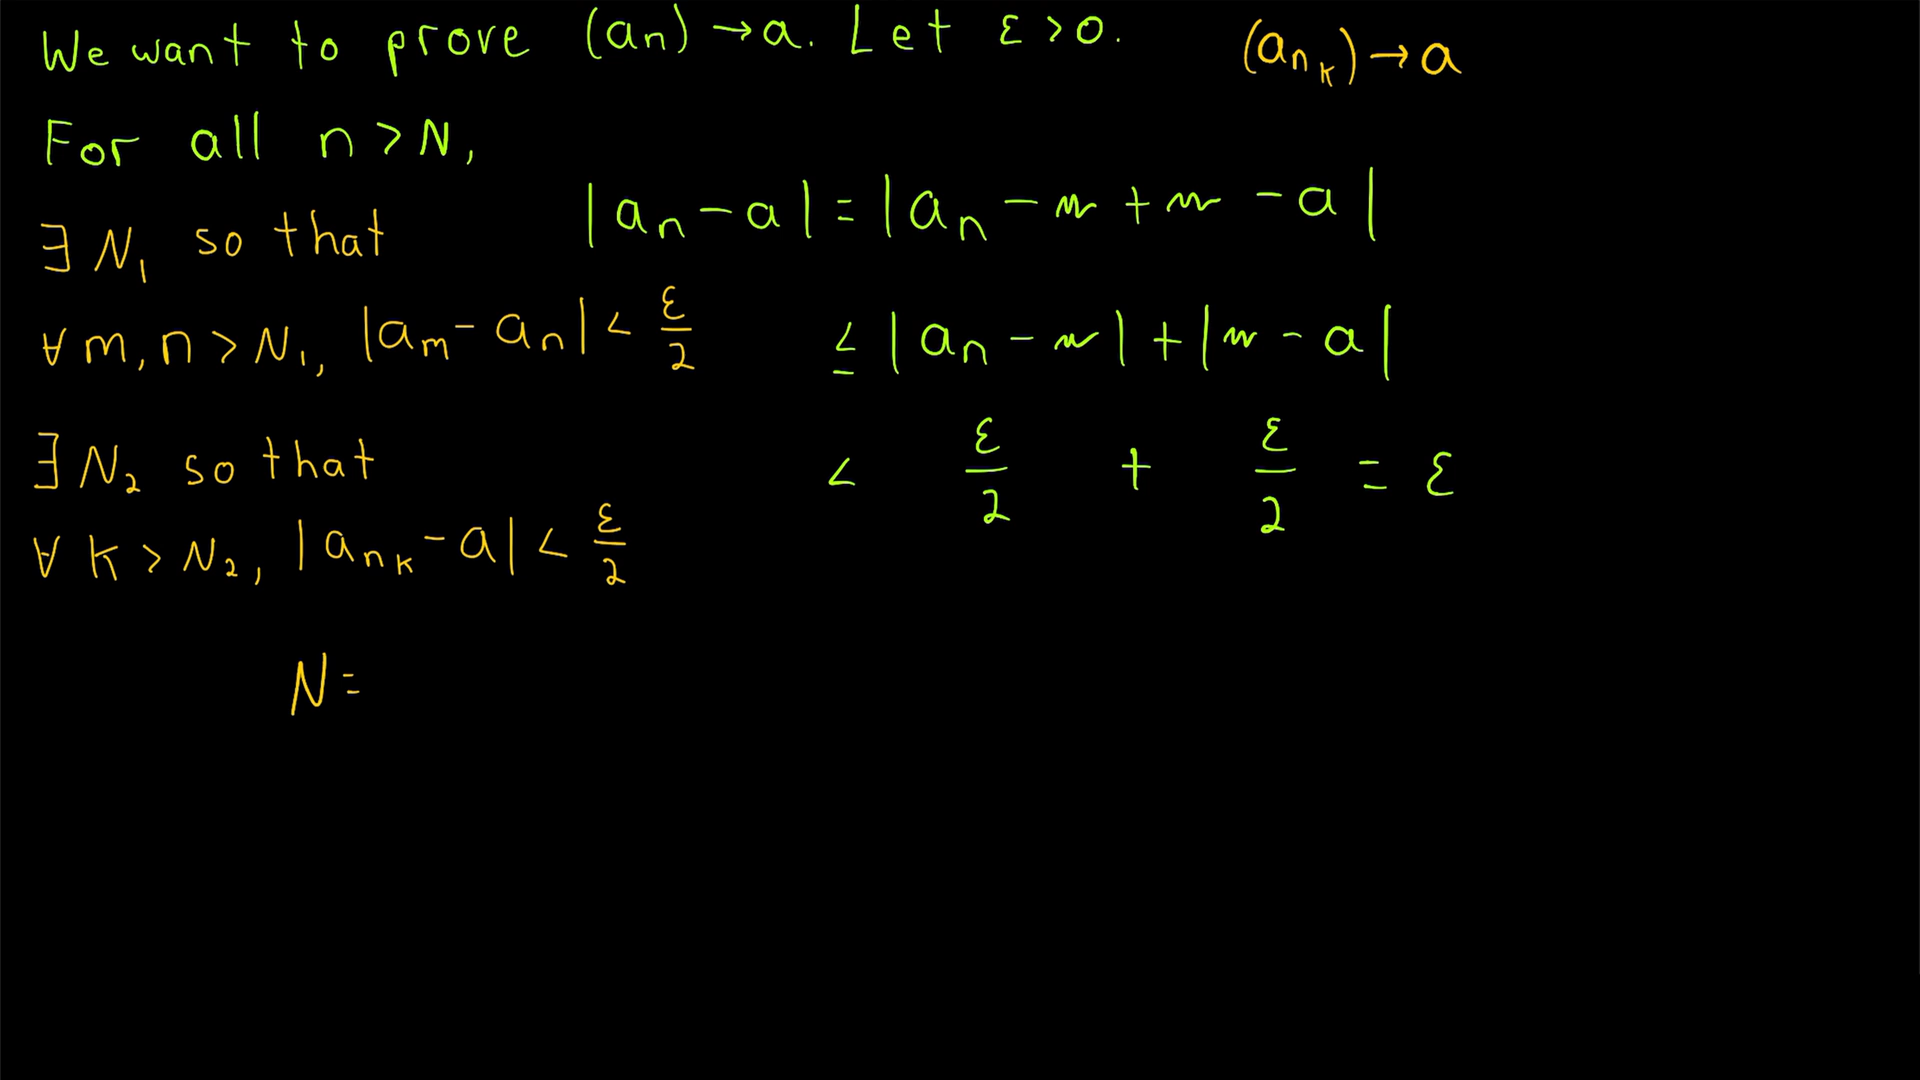 We want to prove (aₙ) → a. Let ε > 0.
(aₙₖ) → a
For all n > N,
|aₙ - a| = |aₙ - ~ + ~ - a|
≤ |aₙ - ~| + |~ - a|
< ε/2 + ε/2 = ε
∃ N₁ so that
∀ m, n > N₁, |aₘ - aₙ| < ε/2
∃ N₂ so that
∀ k > N₂, |aₙₖ - a| < ε/2
N =